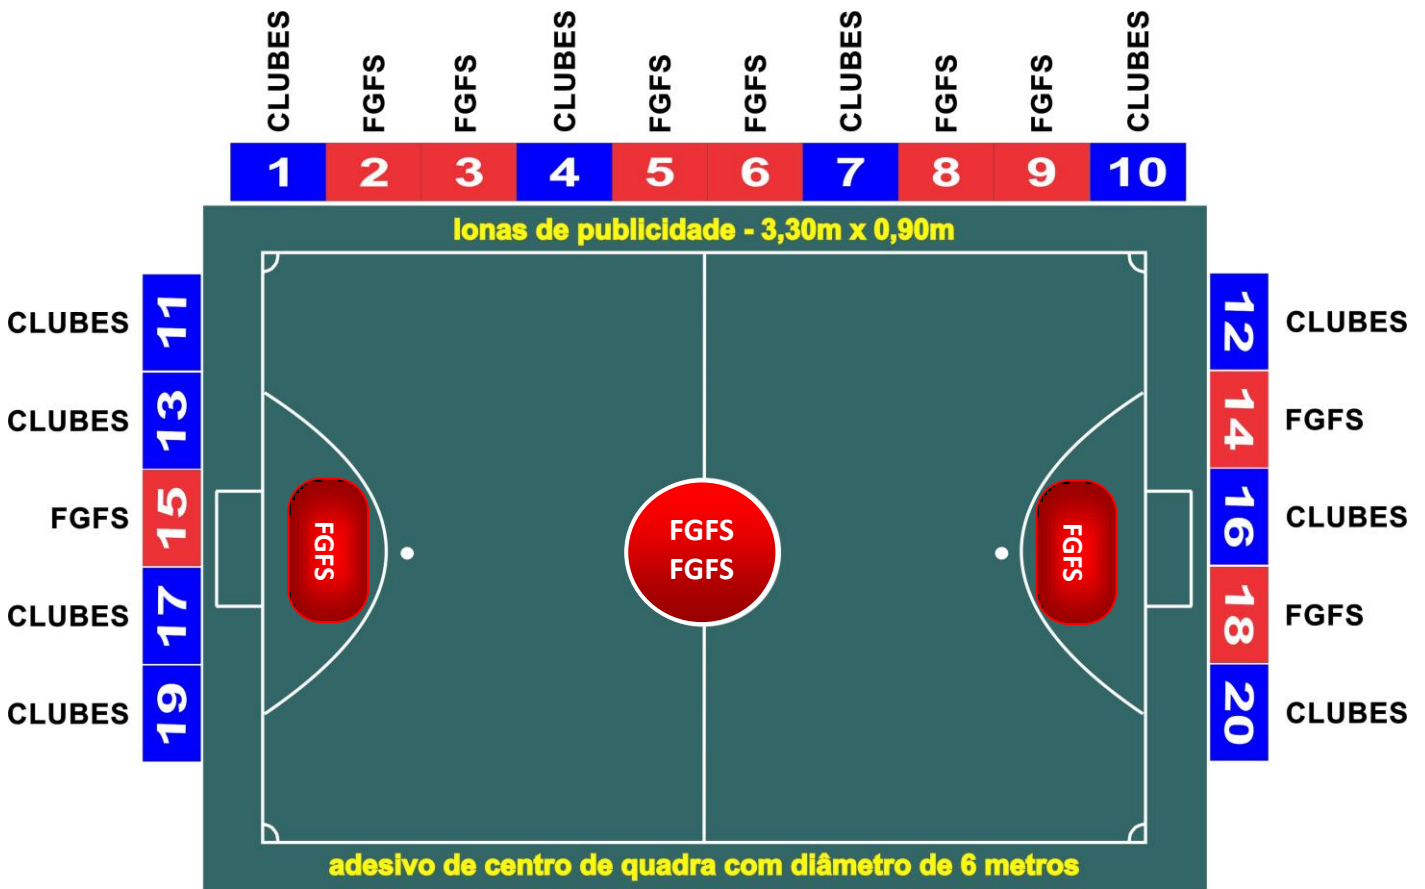 CLUBES
FGFS
FGFS
CLUBES
FGFS
FGFS
CLUBES
FGFS
FGFS
CLUBES
1 2 3 4 5 6 7 8 9 10
lonas de publicidade - 3,30m x 0,90m
CLUBES 11
CLUBES 13
FGFS 15
CLUBES 17
CLUBES 19
FGFS
FGFS
FGFS
FGFS
12 CLUBES
14 FGFS
16 CLUBES
18 FGFS
20 CLUBES
adesivo de centro de quadra com diâmetro de 6 metros